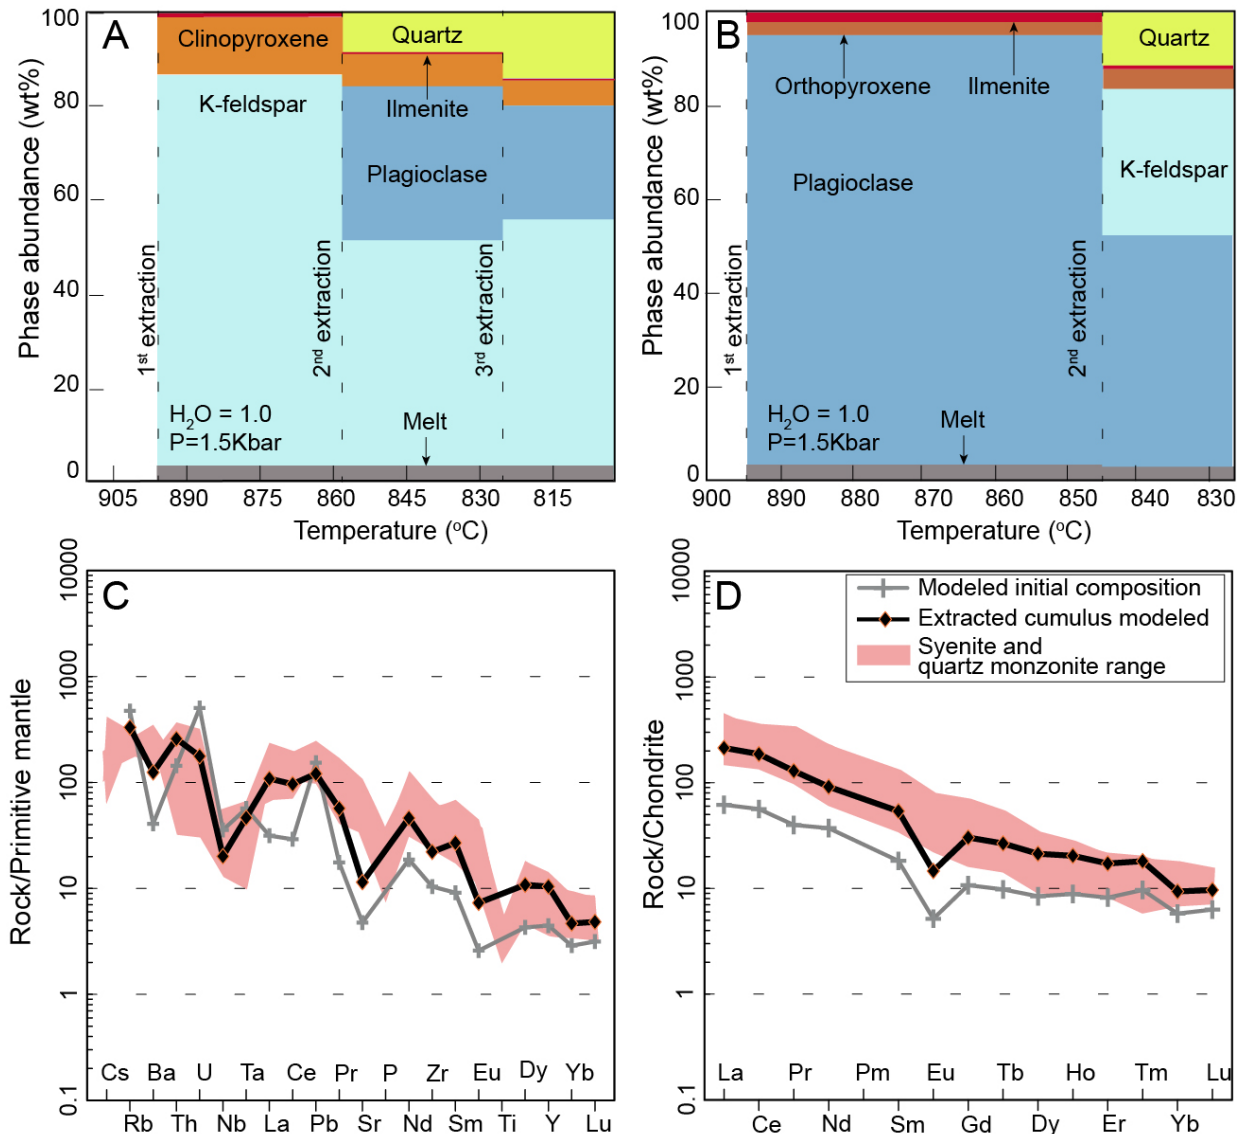 A
100
80
60
40
20
0
Phase abundance (wt%)
Clinopyroxene
Quartz
K-feldspar
Ilmenite
Plagioclase
1st extraction
2nd extraction
3rd extraction
H2O = 1.0
P=1.5Kbar
Melt
905 890 875 860 845 830 815
Temperature (oC)
B
100
80
60
40
20
0
Phase abundance (wt%)
Quartz
Orthopyroxene
Ilmenite
K-feldspar
Plagioclase
1st extraction
2nd extraction
H2O = 1.0
P=1.5Kbar
Melt
900 890 880 870 860 850 840 830
Temperature (oC)
C
10000
1000
100
10
1
0.1
Rock/Primitive mantle
Cs Ba U Ta Ce Pr P Zr Eu Dy Yb
Rb Th Nb La Pb Sr Nd Sm Ti Y Lu
D
Modeled initial composition
Extracted cumulus modeled
Syenite and
quartz monzonite range
10000
1000
100
10
1
0.1
Rock/Chondrite
La Pr Pm Eu Tb Ho Tm Lu
Ce Nd Sm Gd Dy Er Yb